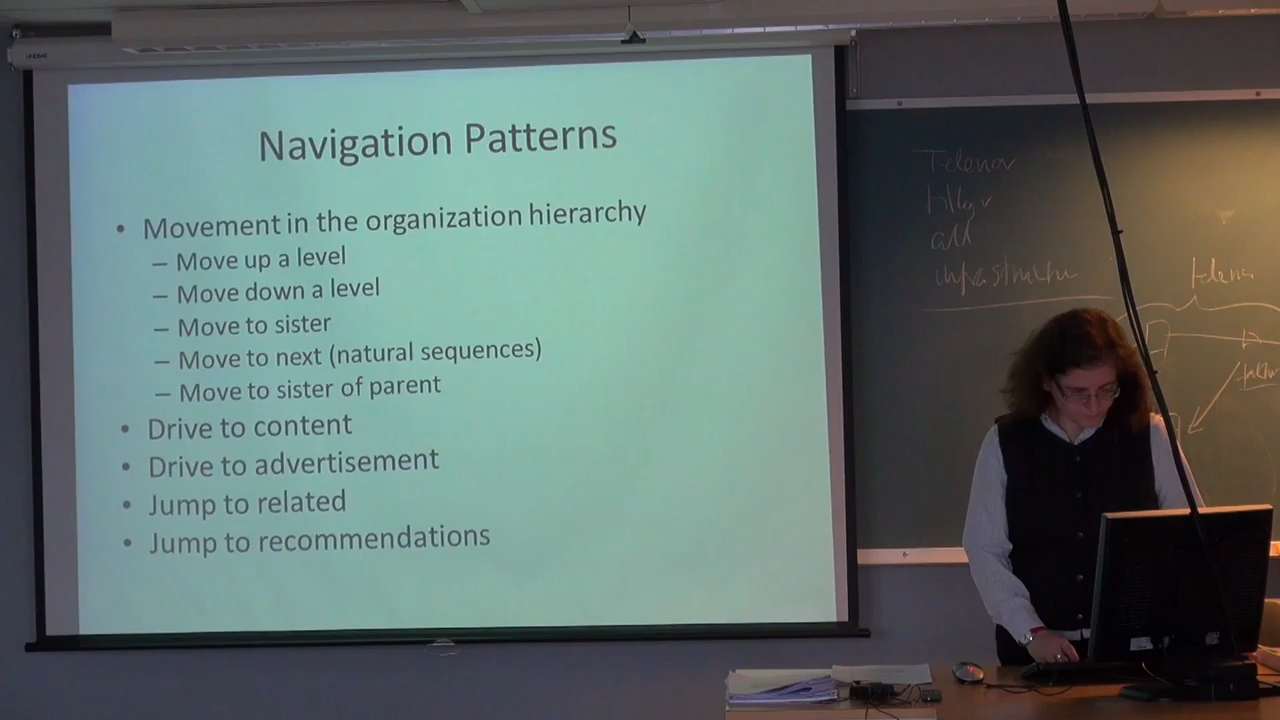 Navigation Patterns
• Movement in the organization hierarchy
– Move up a level
– Move down a level
– Move to sister
– Move to next (natural sequences)
– Move to sister of parent
• Drive to content
• Drive to advertisement
• Jump to related
• Jump to recommendations
Telenor